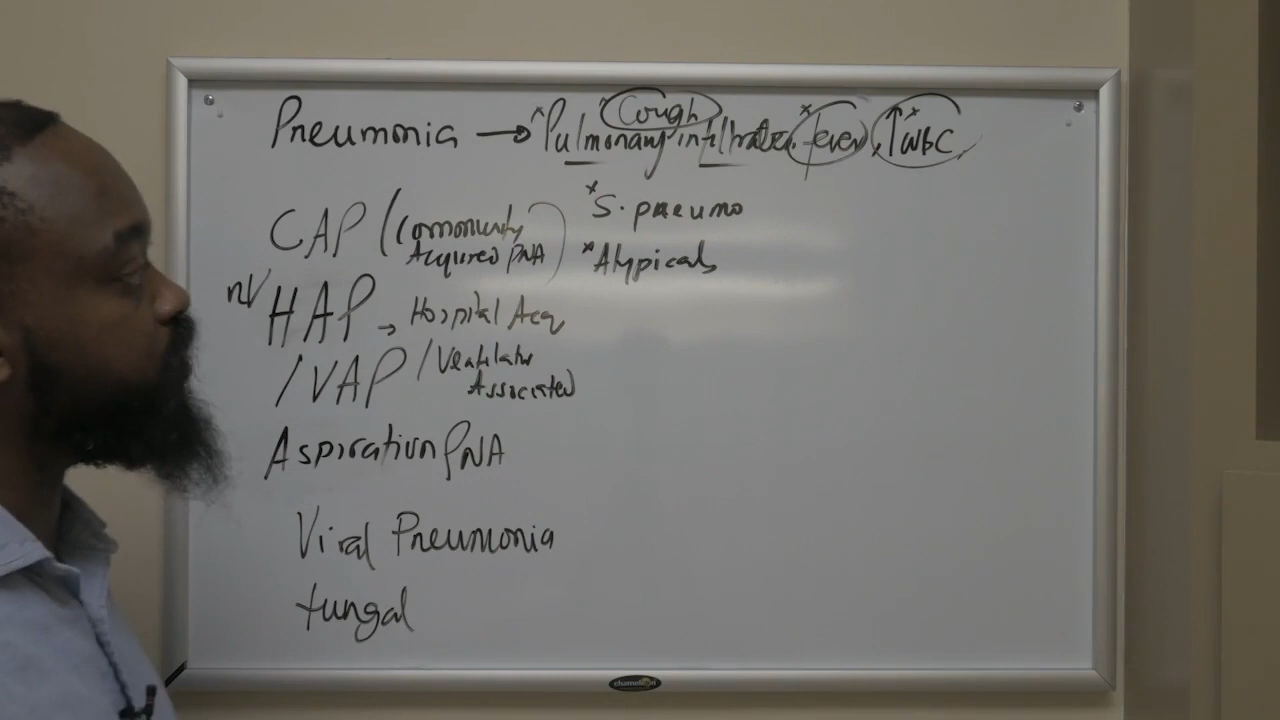 Cough
Pneumonia → Pulmonary infiltrates, fever, ↑ WBC,
CAP (Community
Acquired PNA)
*S. pneumo
*Atypicals
HAP → Hospital Acq
/VAP / Ventilator
Associated
Aspiration PNA
Viral Pneumonia
fungal
chameleon